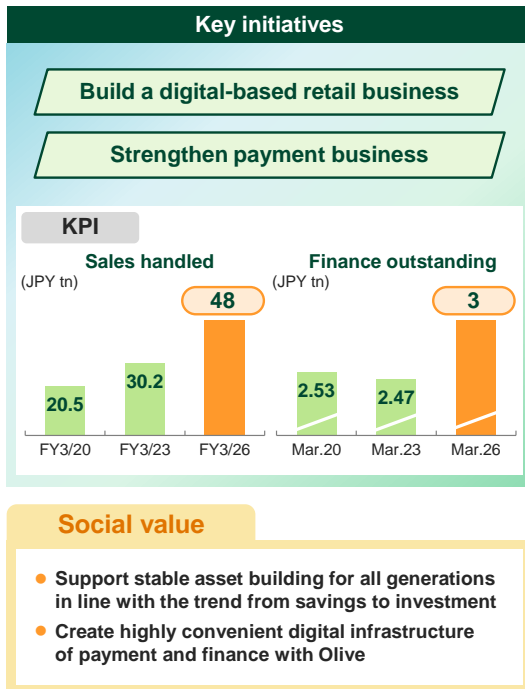 Key initiatives
Build a digital-based retail business
Strengthen payment business
KPI
Sales handled
(JPY tn)
20.5
30.2
48
FY3/20 FY3/23 FY3/26
Finance outstanding
(JPY tn)
2.53
2.47
3
Mar.20 Mar.23 Mar.26
Social value
• Support stable asset building for all generations
in line with the trend from savings to investment
• Create highly convenient digital infrastructure
of payment and finance with Olive